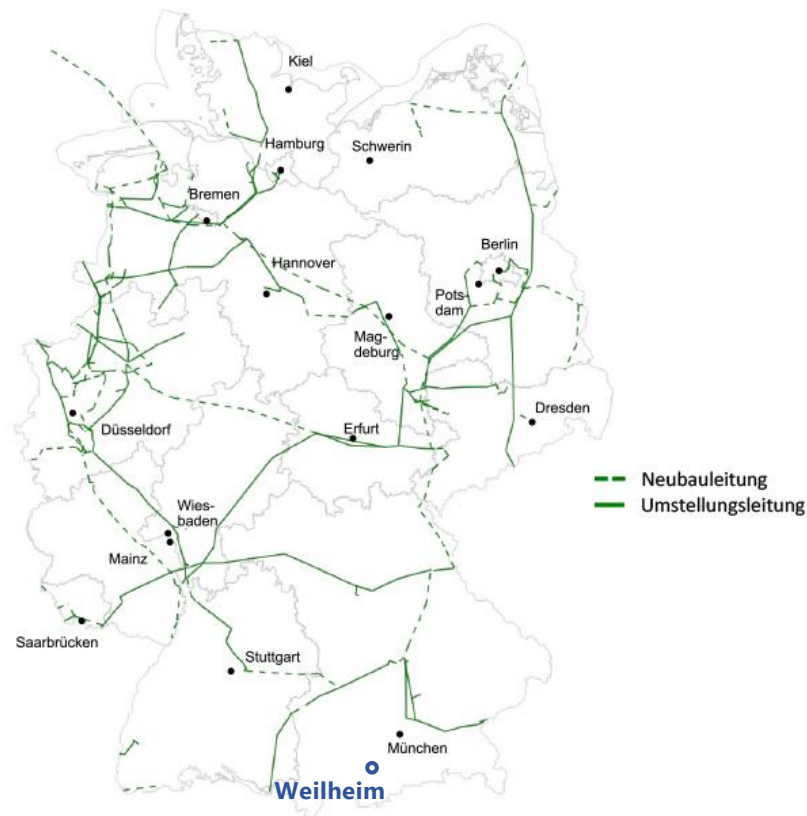 Kiel
Hamburg
Schwerin
Bremen
Berlin
Hannover
Pots
dam
Mag-
deburg
Düsseldorf
Erfurt
Dresden
Neubauleitung
Umstellungsleitung
Wies-
baden
Mainz
Saarbrücken
Stuttgart
München
Weilheim